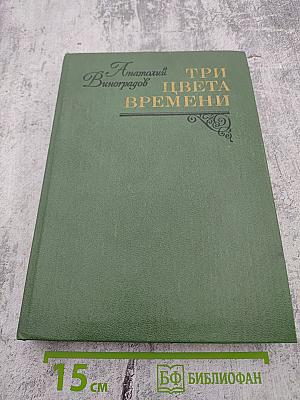 Анатолий
Виноградов
ТРИ
ЦВЕТА
ВРЕМЕНИ
15 см
БФ БИБЛИОФАН